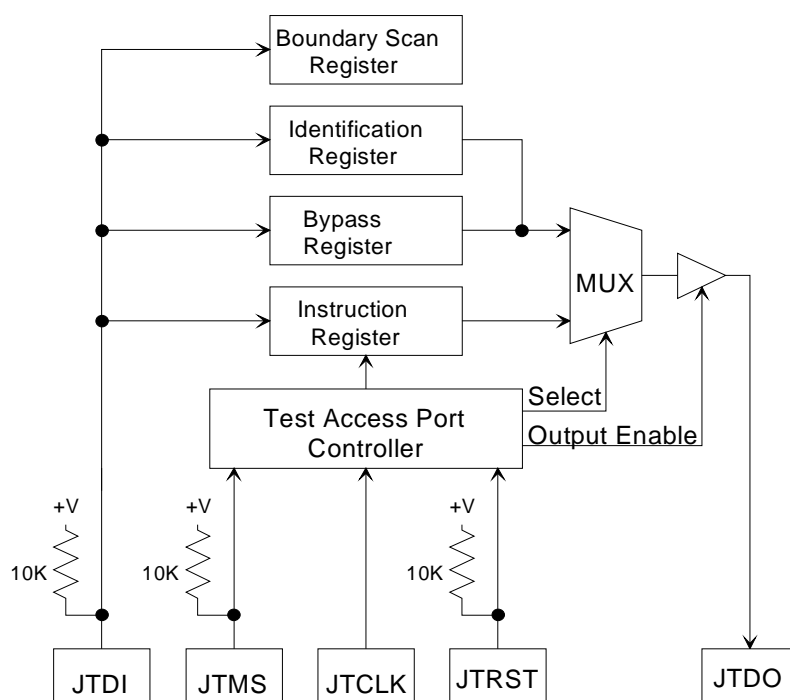 Boundary Scan
Register
Identification
Register
Bypass
Register
MUX
Instruction
Register
Select
Test Access Port
Controller
Output Enable
+V
+V
+V
10K
10K
10K
JTDI
JTMS
JTCLK
JTRST
JTDO